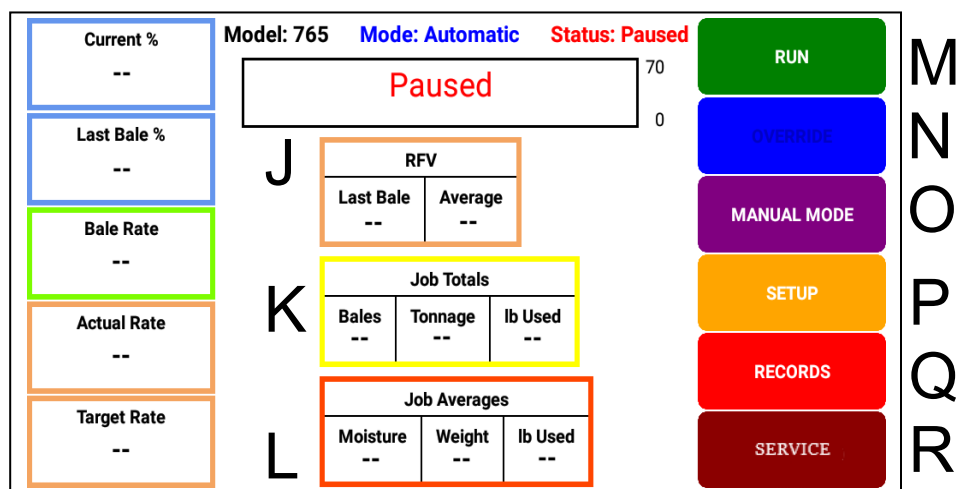 Model: 765 Mode: Automatic Status: Paused
Current %
--
Last Bale %
--
Bale Rate
--
Actual Rate
--
Target Rate
--
Paused
70
0
J
RFV
Last Bale Average
-- --
K
Job Totals
Bales Tonnage lb Used
-- -- --
L
Job Averages
Moisture Weight lb Used
-- -- --
RUN
M
OVERRIDE
N
MANUAL MODE
O
SETUP
P
RECORDS
Q
SERVICE
R